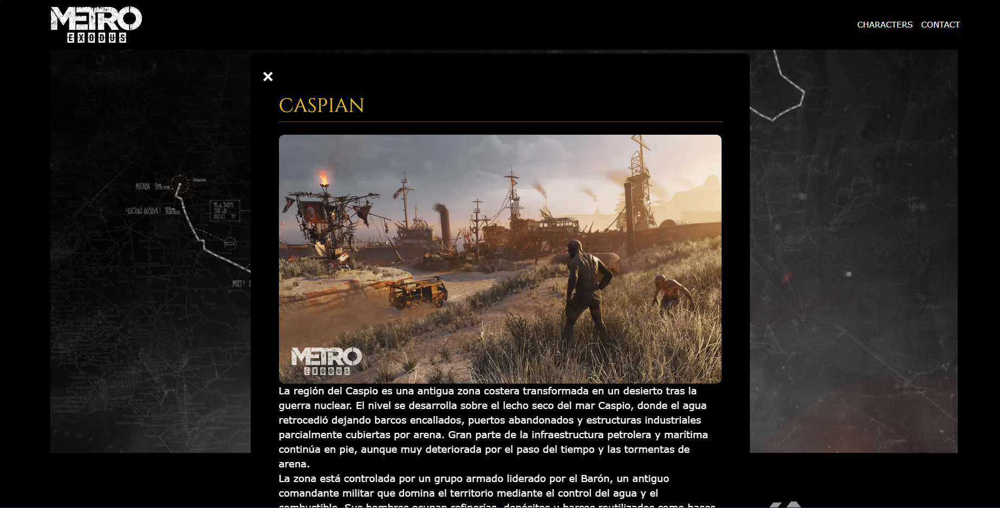 METRO
EXODUS
CHARACTERS CONTACT
CASPIAN
МОСКВА
ЧИСТЫЙ ВОЗДУХ!
МОСТ!
METRO
EXODUS
La región del Caspio es una antigua zona costera transformada en un desierto tras la
guerra nuclear. El nivel se desarrolla sobre el lecho seco del mar Caspio, donde el agua
retrocedió dejando barcos encallados, puertos abandonados y estructuras industriales
parcialmente cubiertas por arena. Gran parte de la infraestructura petrolera y marítima
continúa en pie, aunque muy deteriorada por el paso del tiempo y las tormentas de
arena.
La zona está controlada por un grupo armado liderado por el Barón, un antiguo
comandante militar que domina el territorio mediante el control del agua y el
combustible. Sus hombres ocupan refinerías, depósitos y barcos reutilizados como bases